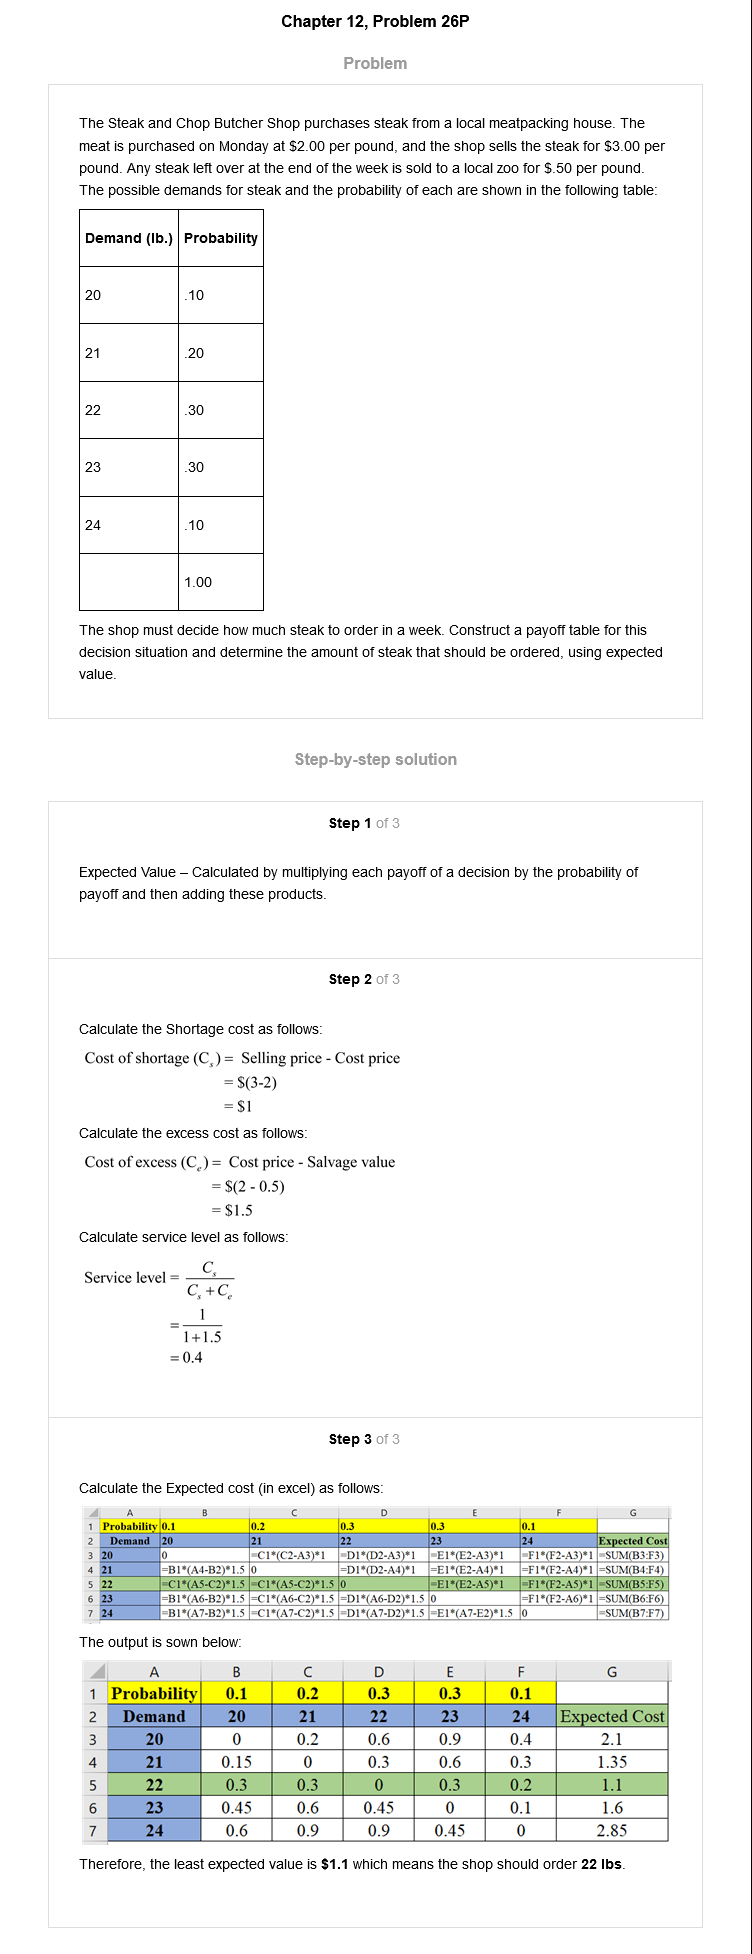 Chapter 12, Problem 26P
Problem
The Steak and Chop Butcher Shop purchases steak from a local meatpacking house. The
meat is purchased on Monday at $2.00 per pound, and the shop sells the steak for $3.00 per
pound. Any steak left over at the end of the week is sold to a local zoo for $.50 per pound.
The possible demands for steak and the probability of each are shown in the following table:
Demand (lb.) Probability
20 .10
21 .20
22 .30
23 .30
24 .10
1.00
The shop must decide how much steak to order in a week. Construct a payoff table for this
decision situation and determine the amount of steak that should be ordered, using expected
value.
Step-by-step solution
Step 1 of 3
Expected Value – Calculated by multiplying each payoff of a decision by the probability of
payoff and then adding these products.
Step 2 of 3
Calculate the Shortage cost as follows:
Cost of shortage (Cs) = Selling price - Cost price
= $(3-2)
= $1
Calculate the excess cost as follows:
Cost of excess (Ce) = Cost price - Salvage value
= $(2 - 0.5)
= $1.5
Calculate service level as follows:
Service level = Cs / (Cs + Ce)
= 1 / (1+1.5)
= 0.4
Step 3 of 3
Calculate the Expected cost (in excel) as follows:
A B C D E F G
1 Probability 0.1 0.2 0.3 0.3 0.1
2 Demand 20 21 22 23 24 Expected Cost
3 20 0 =C1*(C2-A3)*1 =D1*(D2-A3)*1 =E1*(E2-A3)*1 =F1*(F2-A3)*1 =SUM(B3:F3)
4 21 =B1*(A4-B2)*1.5 0 =D1*(D2-A4)*1 =E1*(E2-A4)*1 =F1*(F2-A4)*1 =SUM(B4:F4)
5 22 =C1*(A5-C2)*1.5 =C1*(A5-C2)*1.5 0 =E1*(E2-A5)*1 =F1*(F2-A5)*1 =SUM(B5:F5)
6 23 =B1*(A6-B2)*1.5 =C1*(A6-C2)*1.5 =D1*(A6-D2)*1.5 0 =F1*(F2-A6)*1 =SUM(B6:F6)
7 24 =B1*(A7-B2)*1.5 =C1*(A7-C2)*1.5 =D1*(A7-D2)*1.5 =E1*(A7-E2)*1.5 0 =SUM(B7:F7)
The output is sown below:
A B C D E F G
1 Probability 0.1 0.2 0.3 0.3 0.1
2 Demand 20 21 22 23 24 Expected Cost
3 20 0 0.2 0.6 0.9 0.4 2.1
4 21 0.15 0 0.3 0.6 0.3 1.35
5 22 0.3 0.3 0 0.3 0.2 1.1
6 23 0.45 0.6 0.45 0 0.1 1.6
7 24 0.6 0.9 0.9 0.45 0 2.85
Therefore, the least expected value is $1.1 which means the shop should order 22 lbs.